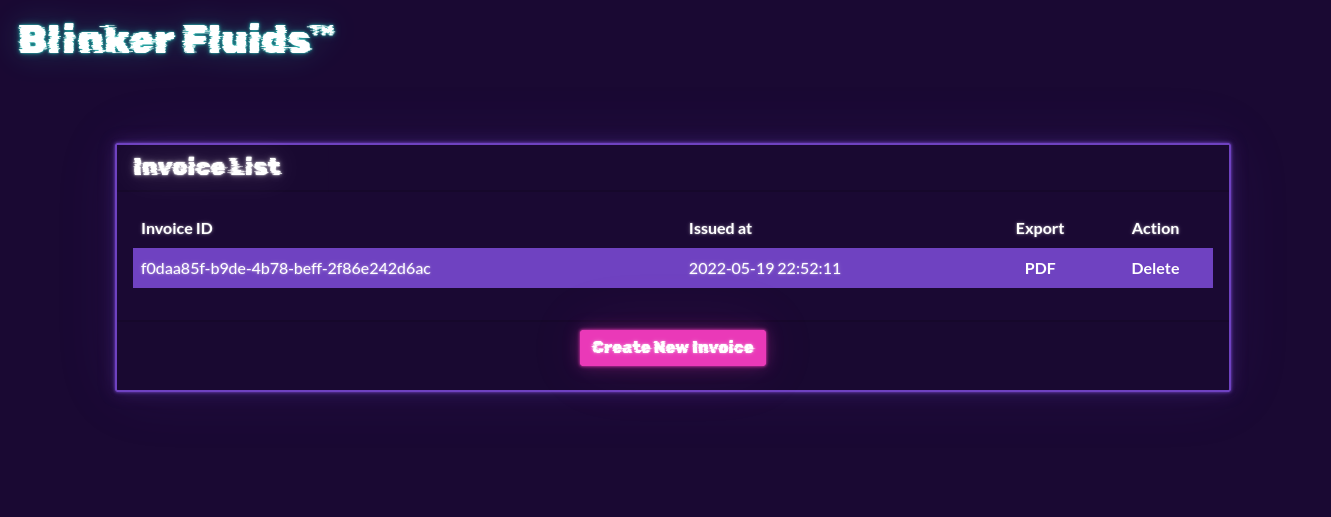 Blinker Fluids™
Invoice List
Invoice ID Issued at Export Action
f0daa85f-b9de-4b78-beff-2f86e242d6ac 2022-05-19 22:52:11 PDF Delete
Create New Invoice